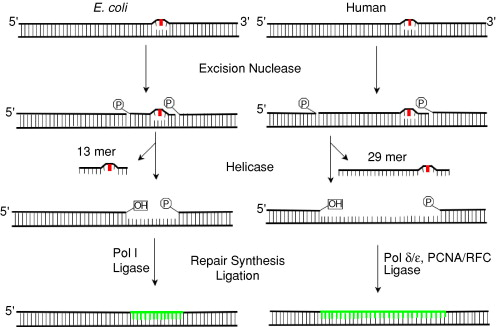 E. coli
Human
5' 3' 5' 3'
Excision Nuclease
5' P P 5' P P
13 mer
Helicase
29 mer
5' OH P 5' OH P
Pol I
Ligase
Repair Synthesis
Ligation
Pol δ/ε, PCNA/RFC
Ligase
5' 5'